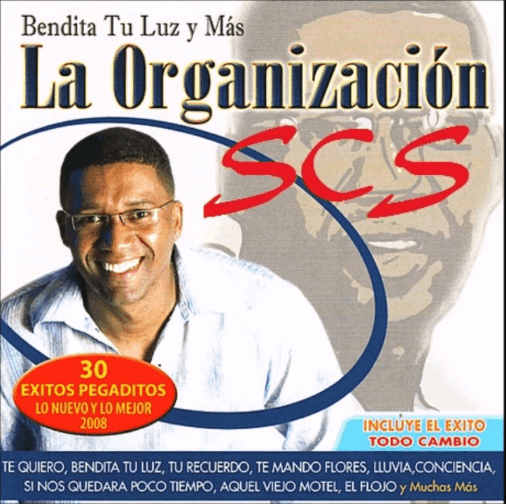 Bendita Tu Luz y Más
La Organización
SCS
30
EXITOS PEGADITOS
LO NUEVO Y LO MEJOR
2008
INCLUYE EL EXITO
TODO CAMBIO
TE QUIERO, BENDITA TU LUZ, TU RECUERDO, TE MANDO FLORES, LLUVIA,CONCIENCIA,
SI NOS QUEDARA POCO TIEMPO, AQUEL VIEJO MOTEL, EL FLOJO y Muchas Más